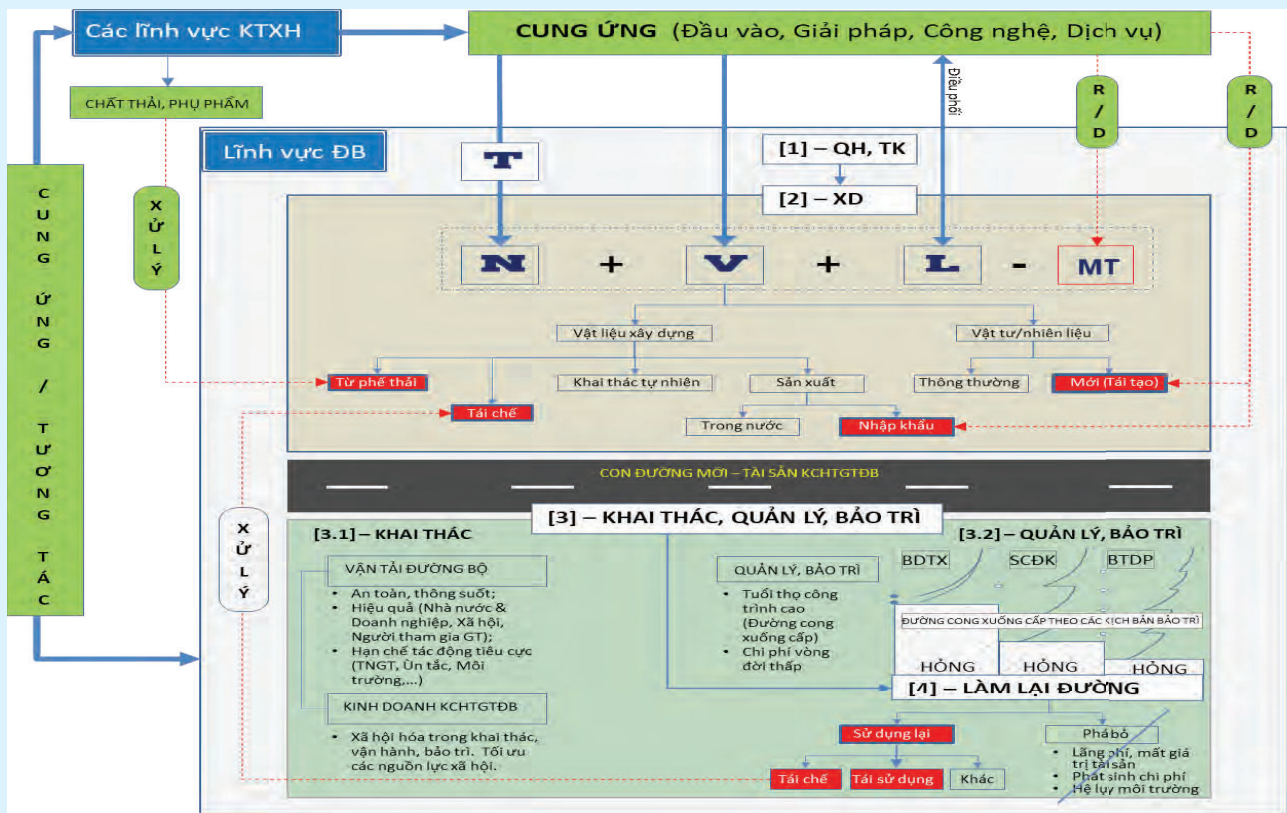 Các lĩnh vực KTXH
CUNG ỨNG (Đầu vào, Giải pháp, Công nghệ, Dịch vụ)
CHẤT THẢI, PHỤ PHẨM
Điều phối
R / D
R / D
CUNG ỨNG / TƯƠNG TÁC
XỬ LÝ
Lĩnh vực ĐB
T
[1] – QH, TK
[2] – XD
N + V + L - MT
Vật liệu xây dựng
Vật tư/nhiên liệu
Từ phế thải
Khai thác tự nhiên
Sản xuất
Thông thường
Mới (Tái tạo)
Tái chế
Trong nước
Nhập khẩu
CON ĐƯỜNG MỚI – TÀI SẢN KCHTGTĐB
[3] – KHAI THÁC, QUẢN LÝ, BẢO TRÌ
XỬ LÝ
[3.1] – KHAI THÁC
VẬN TẢI ĐƯỜNG BỘ
• An toàn, thông suốt;
• Hiệu quả (Nhà nước &
Doanh nghiệp, Xã hội,
Người tham gia GT);
• Hạn chế tác động tiêu cực
(TNGT, Ùn tắc, Môi
trường,...)
KINH DOANH KCHTGTĐB
• Xã hội hóa trong khai thác,
vận hành, bảo trì. Tối ưu
các nguồn lực xã hội.
[3.2] – QUẢN LÝ, BẢO TRÌ
QUẢN LÝ, BẢO TRÌ
• Tuổi thọ công
trình cao
(Đường cong
xuống cấp)
• Chi phí vòng
đời thấp
BDTX
SCĐK
BTDP
ĐƯỜNG CONG XUỐNG CẤP THEO CÁC KỊCH BẢN BẢO TRÌ
HỎNG
HỎNG
HỎNG
[4] – LÀM LẠI ĐƯỜNG
Sử dụng lại
Phá bỏ
Tái chế
Tái sử dụng
Khác
• Lãng phí, mất giá
trị tài sản
• Phát sinh chi phí
• Hệ lụy môi trường